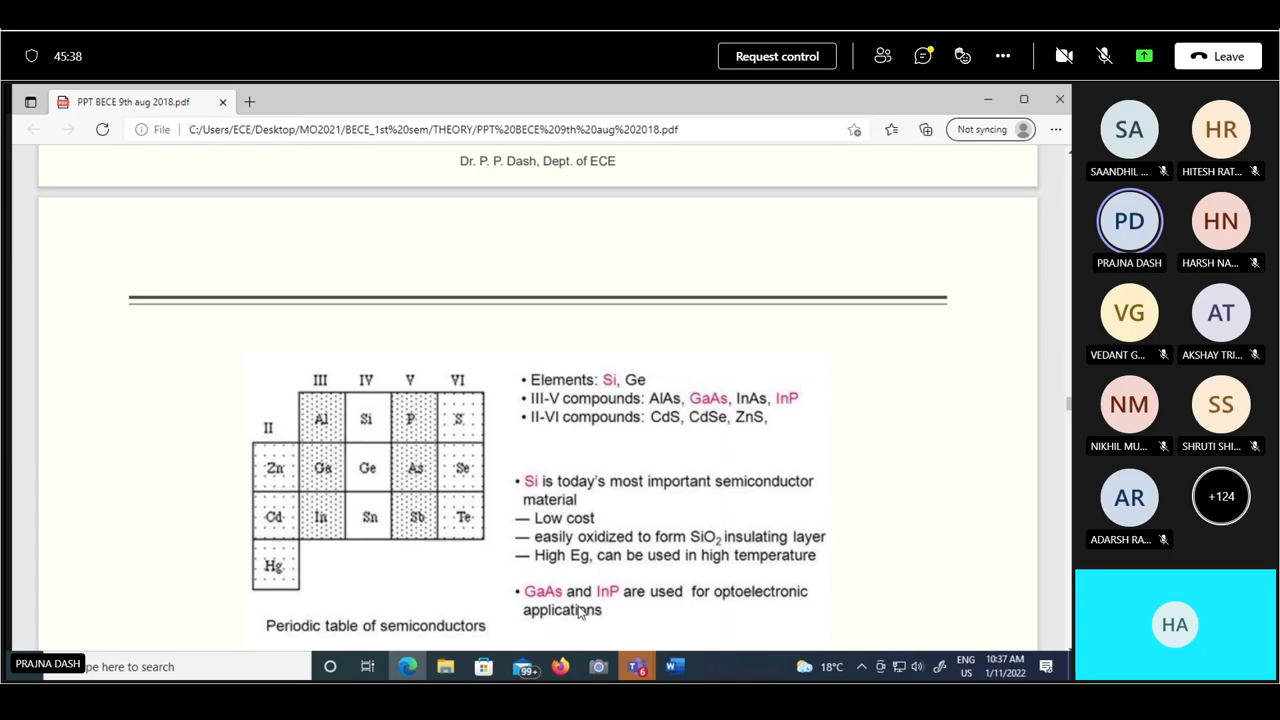 45:38
Request control
Leave
PPT BECE 9th aug 2018.pdf
File
C:/Users/ECE/Desktop/MO2021/BECE_1st%20sem/THEORY/PPT%20BECE%209th%20aug%202018.pdf
Not syncing
Dr. P. P. Dash, Dept. of ECE
III IV V VI
II
Al Si P S
Zn Ga Ge As Se
Cd In Sn Sb Te
Hg
Periodic table of semiconductors
• Elements: Si, Ge
• III-V compounds: AlAs, GaAs, InAs, InP
• II-VI compounds: CdS, CdSe, ZnS,
• Si is today's most important semiconductor
material
— Low cost
— easily oxidized to form SiO2 insulating layer
— High Eg, can be used in high temperature
• GaAs and InP are used for optoelectronic
applications
SA
HR
SAANDHIL ...
HITESH RAT...
PD
HN
PRAJNA DASH
HARSH NA...
VG
AT
VEDANT G...
AKSHAY TRI...
NM
SS
NIKHIL MU...
SHRUTI SHI...
AR
+124
ADARSH RA...
HA
PRAJNA DASH
pe here to search
99+
6
18°C
ENG
US
10:37 AM
1/11/2022